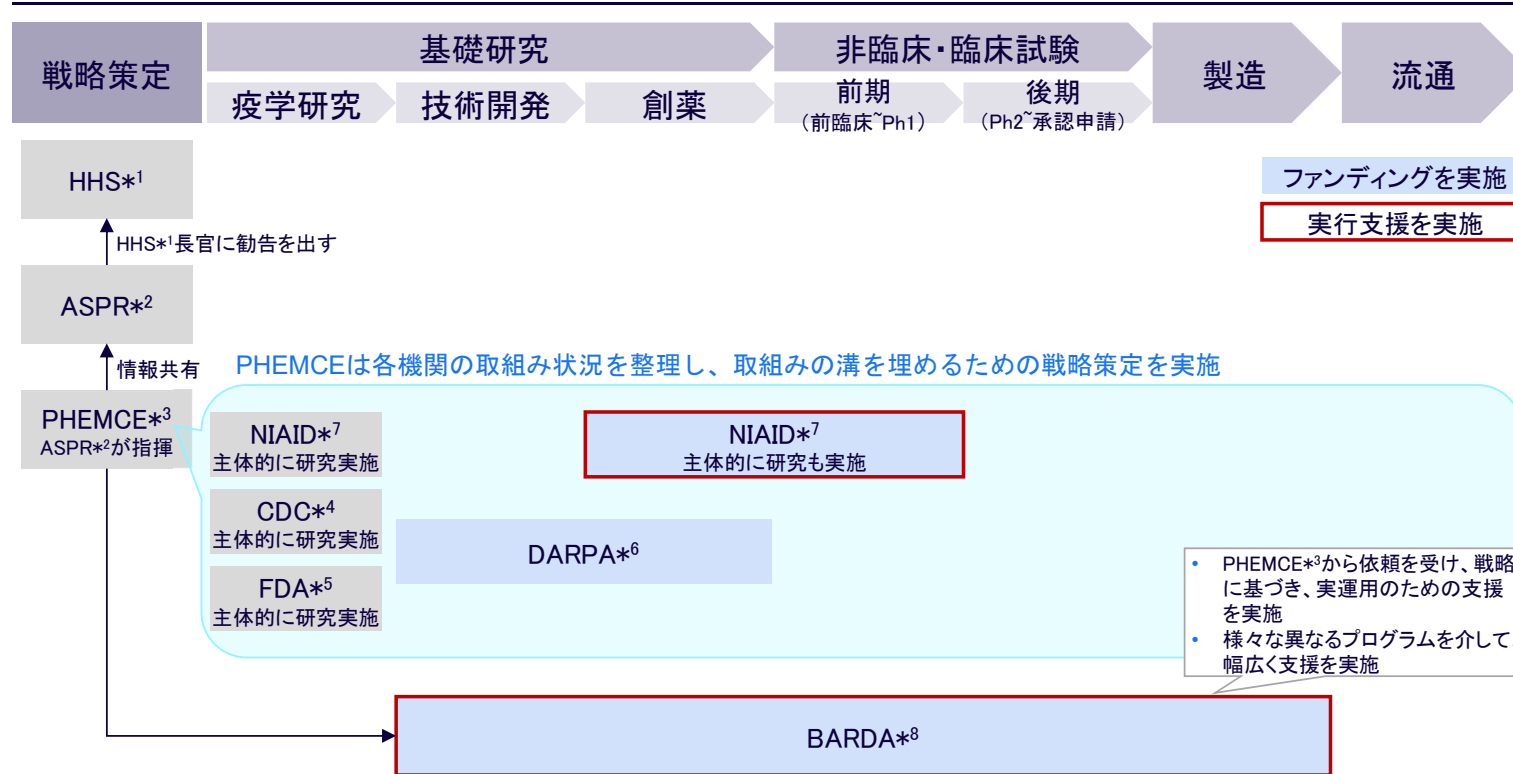 戦略策定
基礎研究
非臨床・臨床試験
製造
流通
疫学研究
技術開発
創薬
前期
(前臨床~Ph1)
後期
(Ph2~承認申請)
HHS*1
ファンディングを実施
実行支援を実施
HHS*1長官に勧告を出す
ASPR*2
情報共有
PHEMCEは各機関の取組み状況を整理し、取組みの溝を埋めるための戦略策定を実施
PHEMCE*3
ASPR*2が指揮
NIAID*7
主体的に研究実施
NIAID*7
主体的に研究も実施
CDC*4
主体的に研究実施
DARPA*6
FDA*5
主体的に研究実施
• PHEMCE*3から依頼を受け、戦略
に基づき、実運用のための支援
を実施
• 様々な異なるプログラムを介して、
幅広く支援を実施
BARDA*8